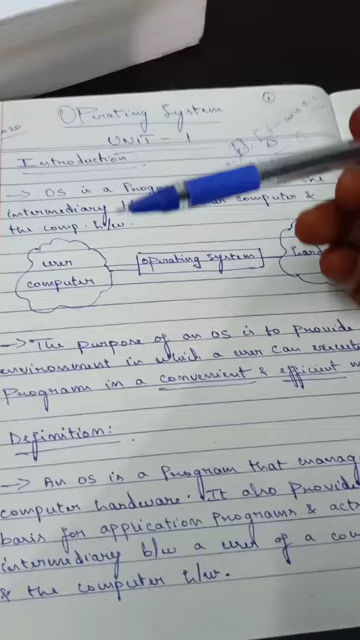 Operating System
UNIT - 1
Introduction
→ OS is a Program
intermediary computer &
the comp. h/w.
user
computer
Operating System
→ The purpose of an OS is to provide
environment in which a user can execute
Programs in a convenient & efficient
Definition:
→ An OS is a program that manag
computer hardware. It also provide
basis for application programs & act
intermediary b/w a user of a com
& the computer h/w.